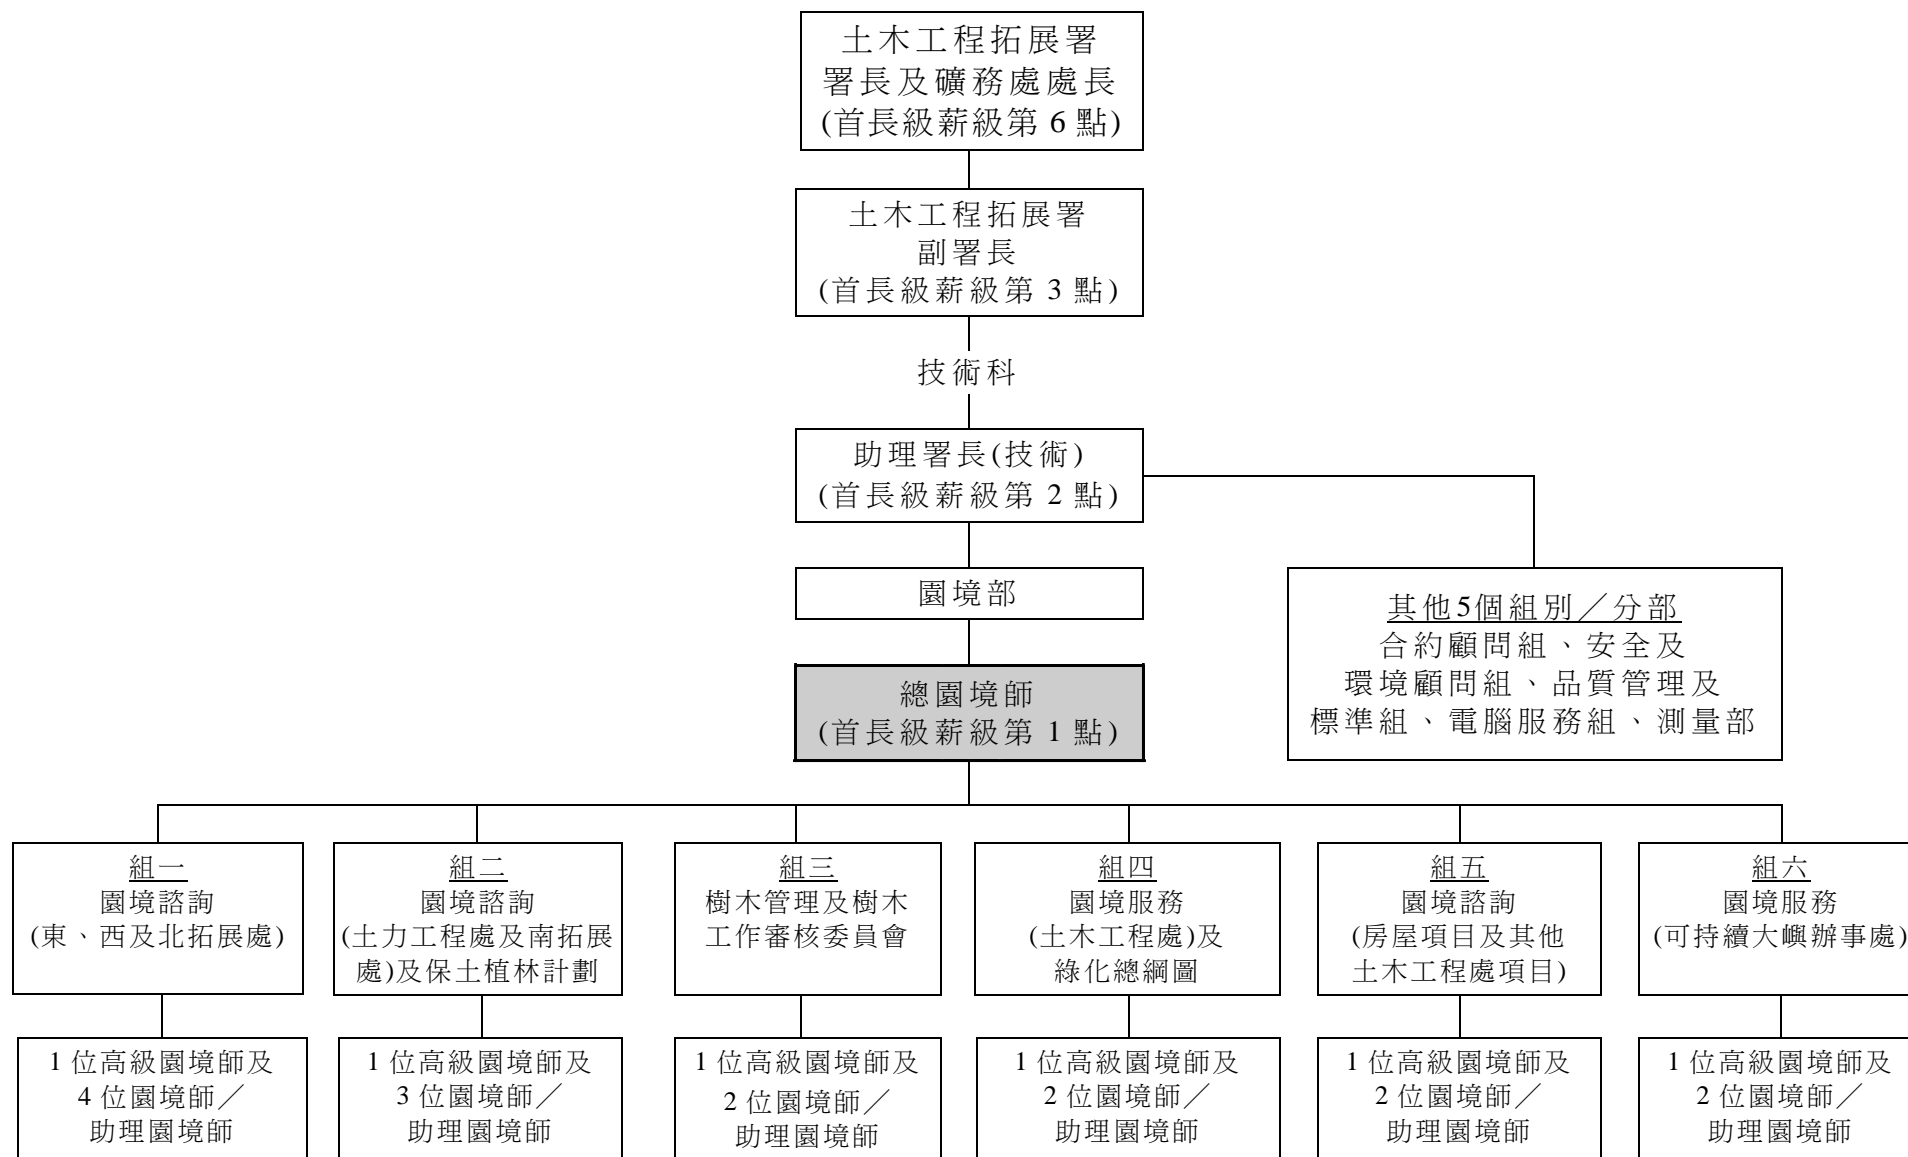 土木工程拓展署
署長及礦務處處長
(首長級薪級第 6 點)
土木工程拓展署
副署長
(首長級薪級第 3 點)
技術科
助理署長(技術)
(首長級薪級第 2 點)
園境部
其他5個組別／分部
合約顧問組、安全及
環境顧問組、品質管理及
標準組、電腦服務組、測量部
總園境師
(首長級薪級第 1 點)
組一
園境諮詢
(東、西及北拓展處)
組二
園境諮詢
(土力工程處及南拓展
處)及保土植林計劃
組三
樹木管理及樹木
工作審核委員會
組四
園境服務
(土木工程處)及
綠化總綱圖
組五
園境諮詢
(房屋項目及其他
土木工程處項目)
組六
園境服務
(可持續大嶼辦事處)
1 位高級園境師及
4 位園境師／
助理園境師
1 位高級園境師及
3 位園境師／
助理園境師
1 位高級園境師及
2 位園境師／
助理園境師
1 位高級園境師及
2 位園境師／
助理園境師
1 位高級園境師及
2 位園境師／
助理園境師
1 位高級園境師及
2 位園境師／
助理園境師